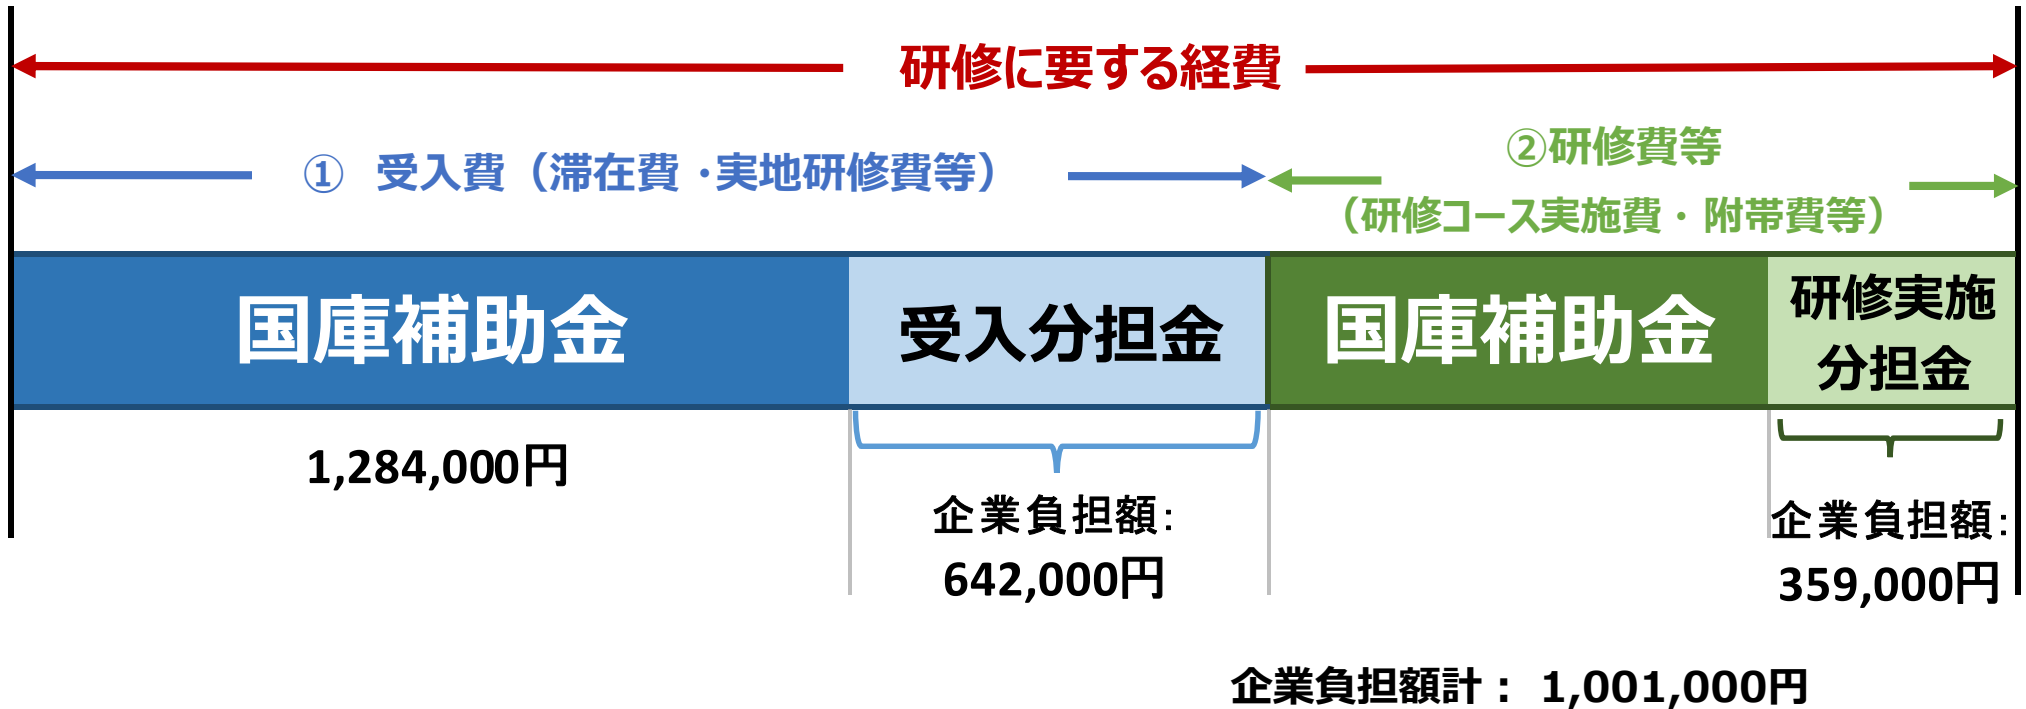 研修に要する経費
① 受入費（滞在費・実地研修費等）
②研修費等
（研修コース実施費・附帯費等）
国庫補助金
受入分担金
国庫補助金
研修実施
分担金
1,284,000円
企業負担額：
642,000円
企業負担額：
359,000円
企業負担額計： 1,001,000円